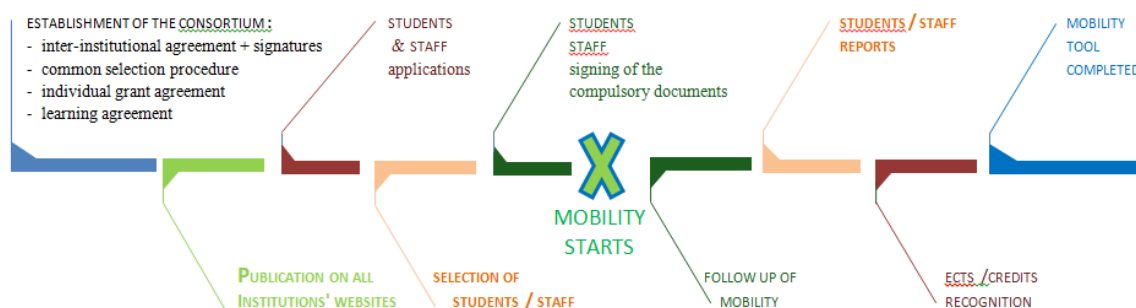 ESTABLISHMENT OF THE CONSORTIUM :
- inter-institutional agreement + signatures
- common selection procedure
- individual grant agreement
- learning agreement
PUBLICATION ON ALL
INSTITUTIONS' WEBSITES
STUDENTS
& STAFF
applications
SELECTION OF
STUDENTS / STAFF
STUDENTS
STAFF
signing of the
compulsory documents
MOBILITY
STARTS
FOLLOW UP OF
MOBILITY
STUDENTS / STAFF
REPORTS
ECTS /CREDITS
RECOGNITION
MOBILITY
TOOL
COMPLETED